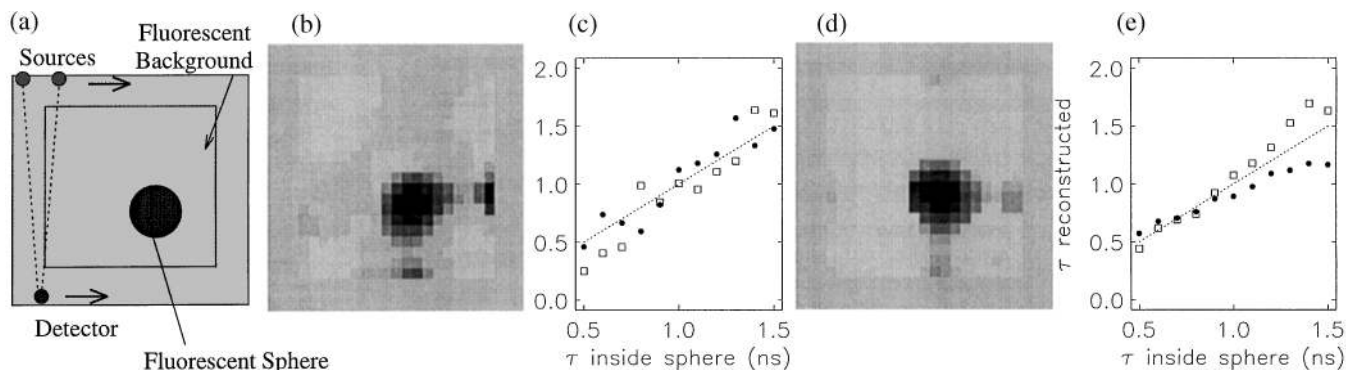 (a)
Sources
Fluorescent
Background
Detector
Fluorescent Sphere
(b)
(c)
2.0
1.5
1.0
0.5
0.0
0.5 1.0 1.5
τ inside sphere (ns)
(d)
(e)
τ reconstructed
2.0
1.5
1.0
0.5
0.0
0.5 1.0 1.5
τ inside sphere (ns)